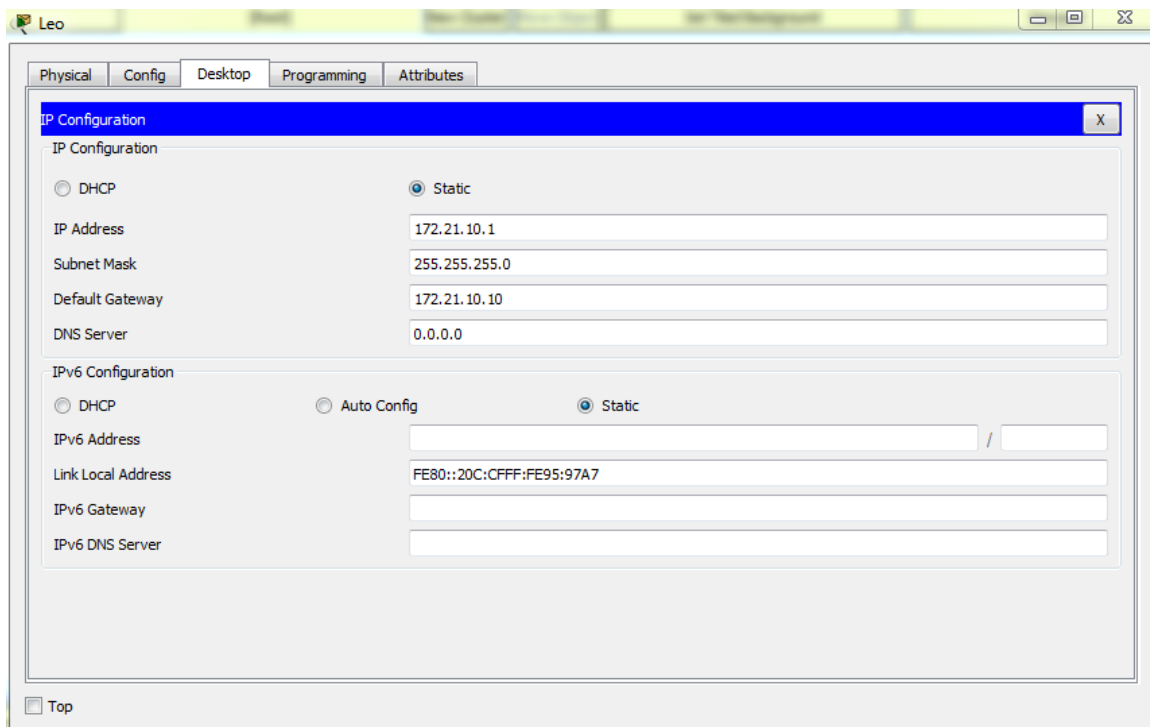 Leo
Physical Config Desktop Programming Attributes
IP Configuration X
IP Configuration
DHCP Static
IP Address 172.21.10.1
Subnet Mask 255.255.255.0
Default Gateway 172.21.10.10
DNS Server 0.0.0.0
IPv6 Configuration
DHCP Auto Config Static
IPv6 Address /
Link Local Address FE80::20C:CFFF:FE95:97A7
IPv6 Gateway
IPv6 DNS Server
Top